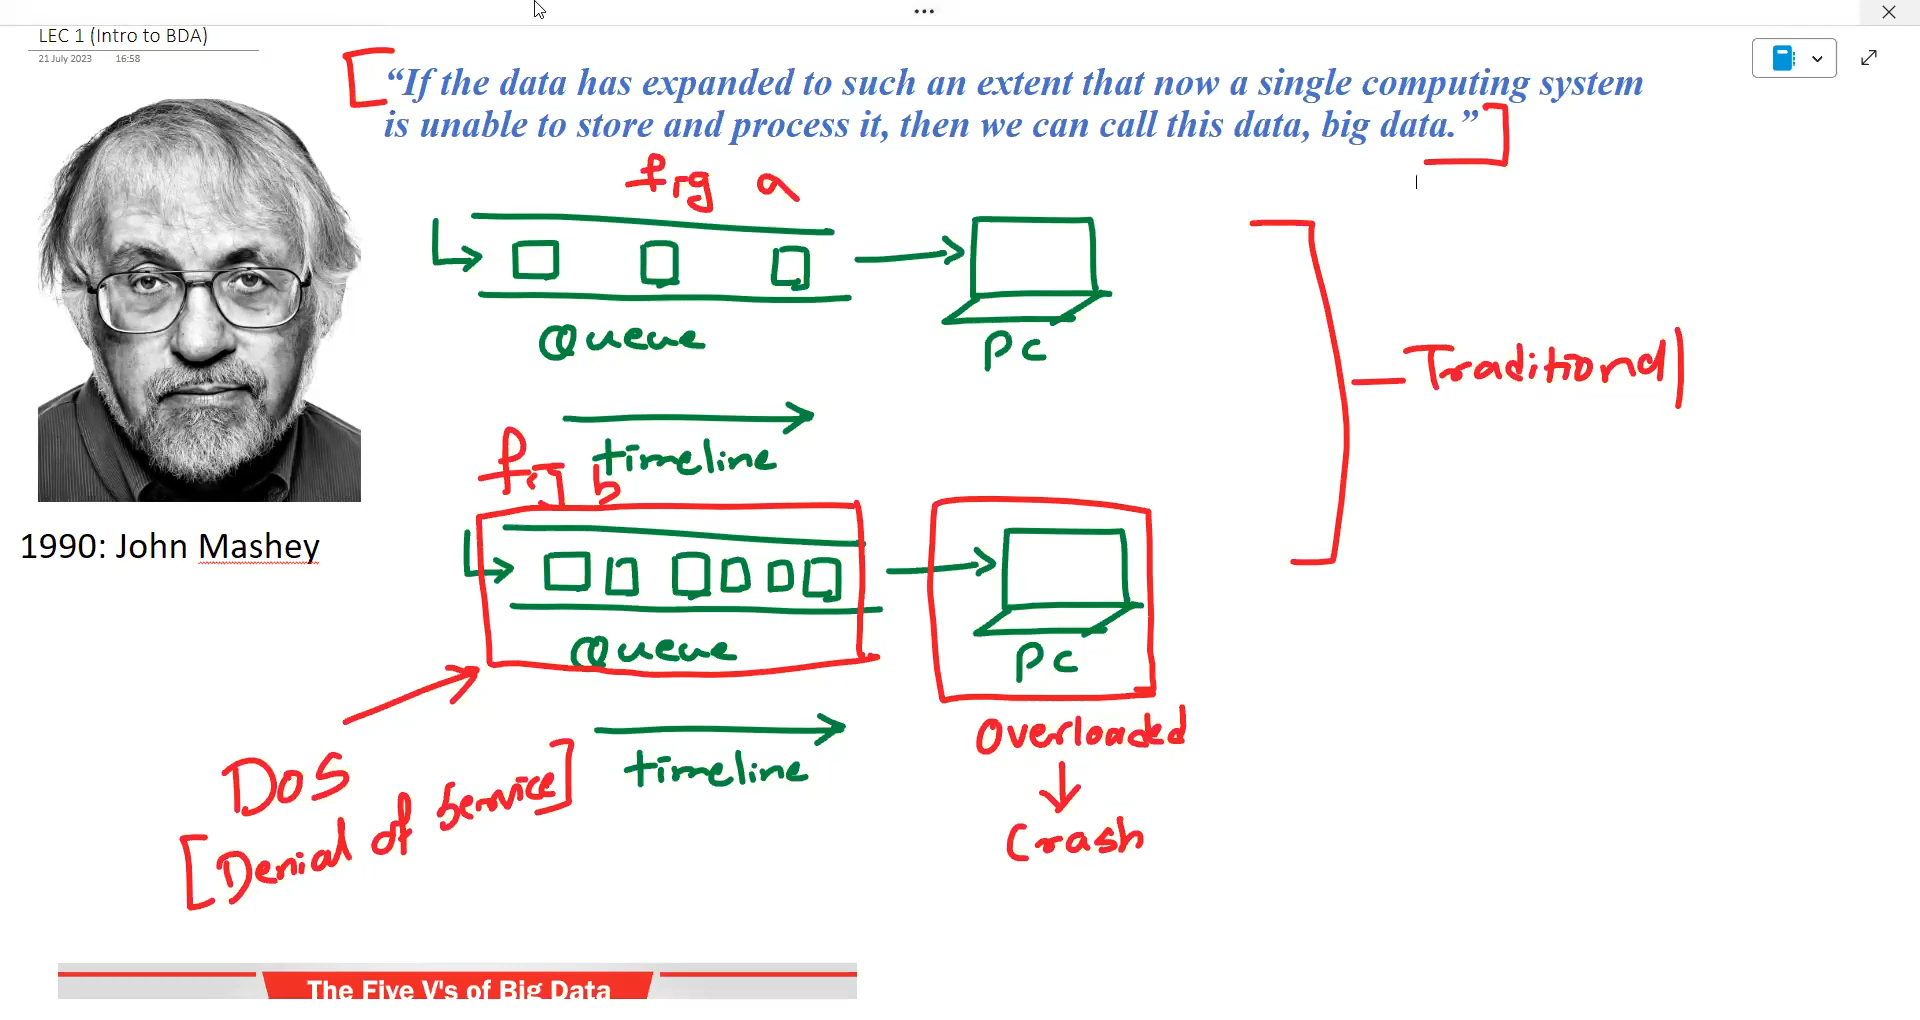 LEC 1 (Intro to BDA)
21 July 2023 16:58
“If the data has expanded to such an extent that now a single computing system
is unable to store and process it, then we can call this data, big data.”
fig a
Queue
PC
Traditional
timeline
fig b
1990: John Mashey
Queue
PC
Overloaded
timeline
DoS
[Denial of Service]
Crash
The Five V's of Big Data